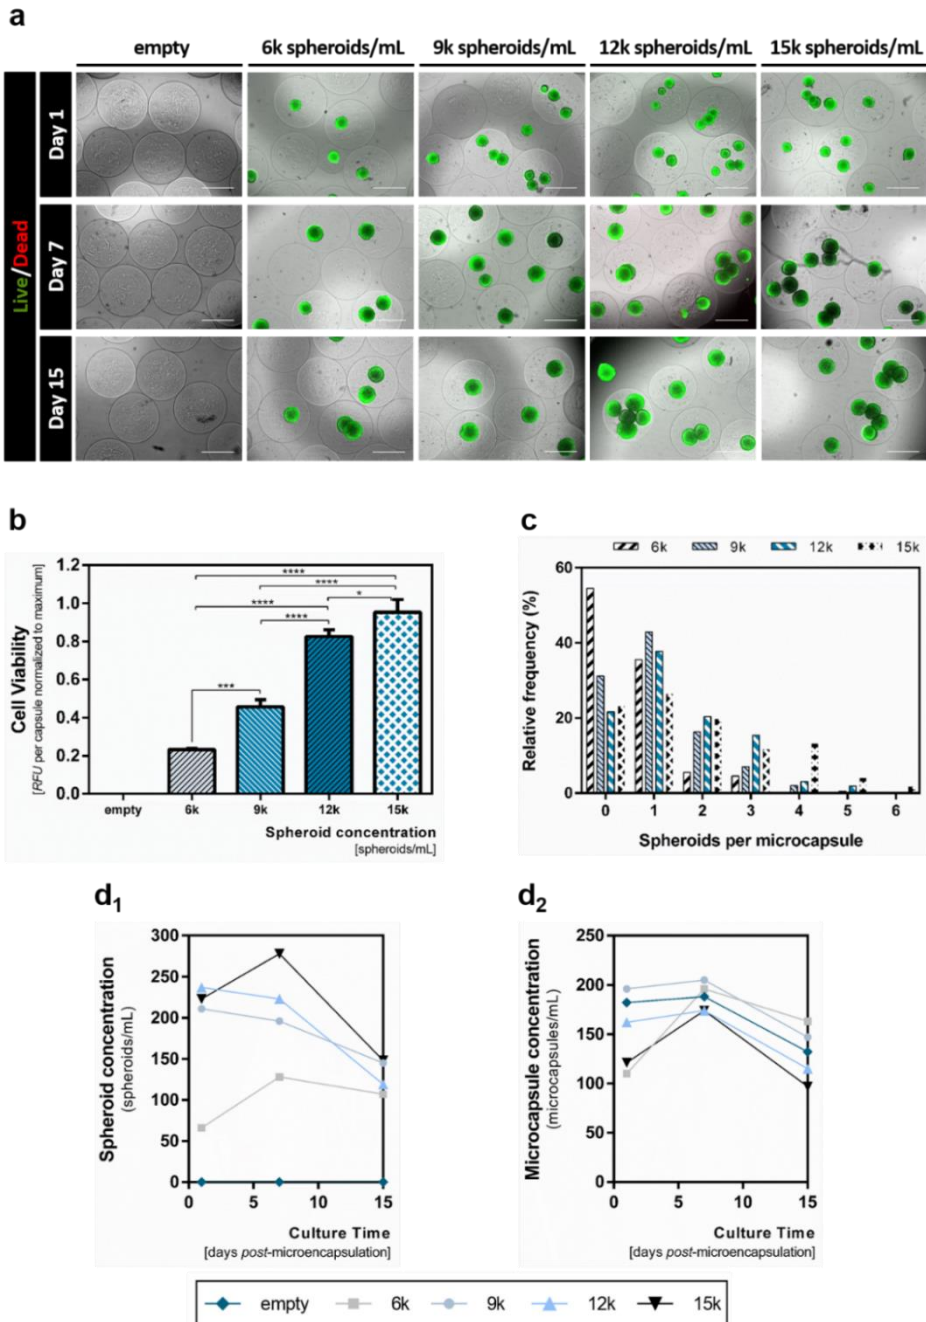 a
empty
6k spheroids/mL
9k spheroids/mL
12k spheroids/mL
15k spheroids/mL
Live/Dead
Day 1
Day 7
Day 15
b
Cell Viability
[RFU per capsule normalized to maximum]
1.2
1.0
0.8
0.6
0.4
0.2
0.0
****
****
****
*
****
***
empty
6k
9k
12k
15k
Spheroid concentration
[spheroids/mL]
c
6k
9k
12k
15k
Relative frequency (%)
60
40
20
0
0
1
2
3
4
5
6
Spheroids per microcapsule
d1
Spheroid concentration
(spheroids/mL)
300
250
200
150
100
50
0
0
5
10
15
Culture Time
[days post-microencapsulation]
d2
Microcapsule concentration
(microcapsules/mL)
250
200
150
100
50
0
0
5
10
15
Culture Time
[days post-microencapsulation]
empty
6k
9k
12k
15k